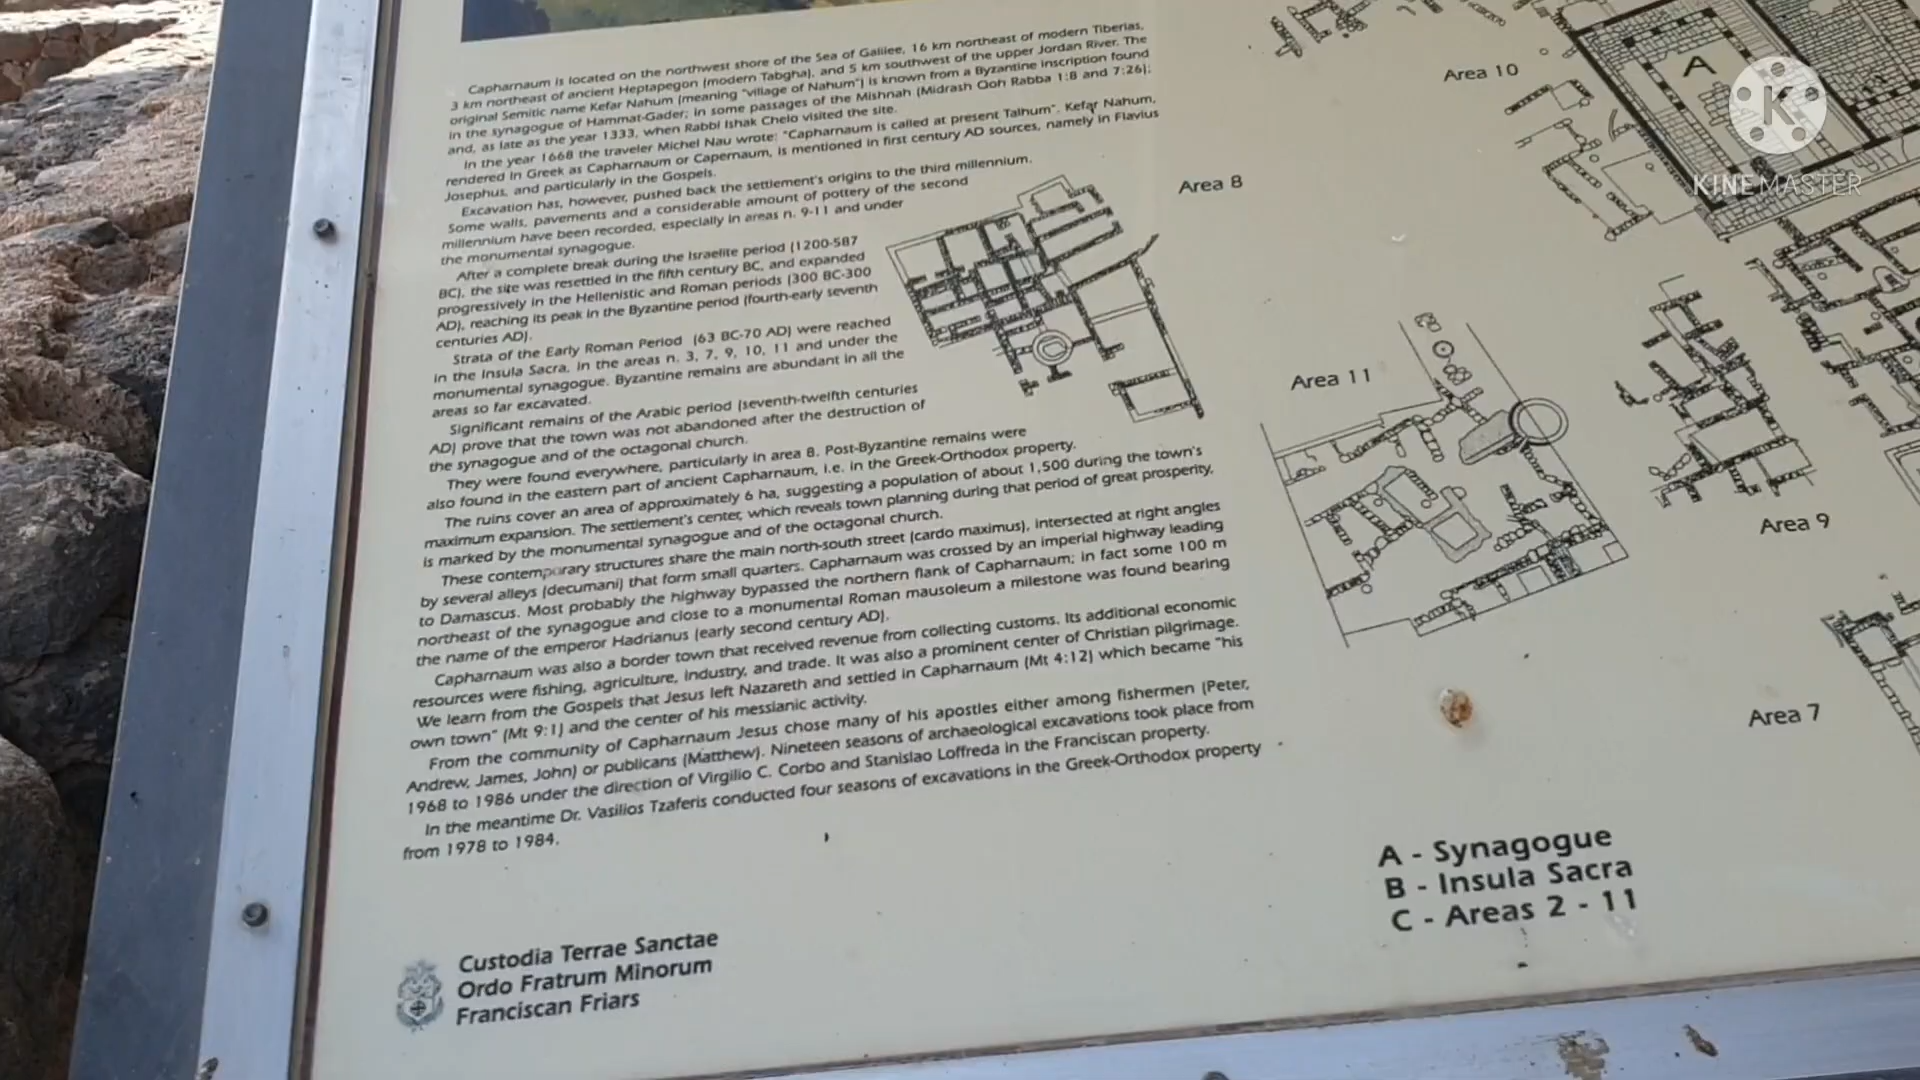 Capharnaum is located on the northwest shore of the Sea of Galilee, 16 km northeast of modern Tiberias,
3 km northeast of ancient Heptapegon (modern Tabgha), and 5 km southwest of the upper Jordan River. The
original Semitic name Kefar Nahum (meaning "village of Nahum") is known from a Byzantine inscription found
in the synagogue of Hammat-Gader; in some passages of the Mishnah (Midrash Qoh Rabba 1:8 and 7:26);
and, as late as the year 1333, when Rabbi Ishak Chelo visited the site.
In the year 1668 the traveler Michel Nau wrote: "Capharnaum is called at present Talhum". Kefar Nahum,
rendered in Greek as Capharnaum or Capernaum, is mentioned in first century AD sources, namely in Flavius
Josephus, and particularly in the Gospels.
Excavation has, however, pushed back the settlement's origins to the third millennium.
Some walls, pavements and a considerable amount of pottery of the second
millennium have been recorded, especially in areas n. 9-11 and under
the monumental synagogue.
After a complete break during the Israelite period (1200-587
BC), the site was resettled in the fifth century BC, and expanded
progressively in the Hellenistic and Roman periods (300 BC-300
AD), reaching its peak in the Byzantine period (fourth-early seventh
centuries AD).
Strata of the Early Roman Period (63 BC-70 AD) were reached
in the Insula Sacra, in the areas n. 3, 7, 9, 10, 11 and under the
monumental synagogue. Byzantine remains are abundant in all the
areas so far excavated.
Significant remains of the Arabic period (seventh-twelfth centuries
AD) prove that the town was not abandoned after the destruction of
the synagogue and of the octagonal church.
They were found everywhere, particularly in area 8. Post-Byzantine remains were
also found in the eastern part of ancient Capharnaum, i.e. in the Greek-Orthodox property.
The ruins cover an area of approximately 6 ha, suggesting a population of about 1,500 during the town's
maximum expansion. The settlement's center, which reveals town planning during that period of great prosperity,
is marked by the monumental synagogue and of the octagonal church.
These contemporary structures share the main north-south street (cardo maximus), intersected at right angles
by several alleys (decumani) that form small quarters. Capharnaum was crossed by an imperial highway leading
to Damascus. Most probably the highway bypassed the northern flank of Capharnaum; in fact some 100 m
northeast of the synagogue and close to a monumental Roman mausoleum a milestone was found bearing
the name of the emperor Hadrianus (early second century AD).
Capharnaum was also a border town that received revenue from collecting customs. Its additional economic
resources were fishing, agriculture, industry, and trade. It was also a prominent center of Christian pilgrimage.
We learn from the Gospels that Jesus left Nazareth and settled in Capharnaum (Mt 4:12) which became "his
own town" (Mt 9:1) and the center of his messianic activity.
From the community of Capharnaum Jesus chose many of his apostles either among fishermen (Peter,
Andrew, James, John) or publicans (Matthew). Nineteen seasons of archaeological excavations took place from
1968 to 1986 under the direction of Virgilio C. Corbo and Stanislao Loffreda in the Franciscan property.
In the meantime Dr. Vasilios Tzaferis conducted four seasons of excavations in the Greek-Orthodox property
from 1978 to 1984.
Custodia Terrae Sanctae
Ordo Fratrum Minorum
Franciscan Friars
Area 8
Area 10
A
Area 11
Area 9
Area 7
A - Synagogue
B - Insula Sacra
C - Areas 2 - 11
K
KINEMASTER